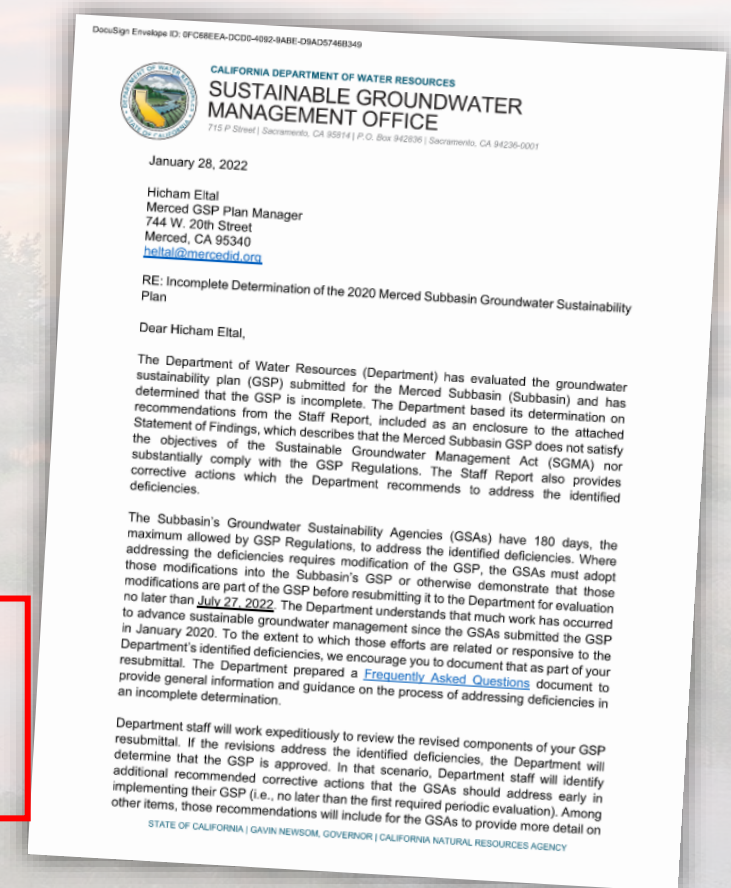 DocuSign Envelope ID: 0FC68EEA-DCD0-4092-9ABE-D9AD5746B349
CALIFORNIA DEPARTMENT OF WATER RESOURCES
SUSTAINABLE GROUNDWATER
MANAGEMENT OFFICE
715 P Street | Sacramento, CA 95814 | P.O. Box 942836 | Sacramento, CA 94236-0001
January 28, 2022
Hicham Eltal
Merced GSP Plan Manager
744 W. 20th Street
Merced, CA 95340
heltal@mercedid.org
RE: Incomplete Determination of the 2020 Merced Subbasin Groundwater Sustainability
Plan
Dear Hicham Eltal,
The Department of Water Resources (Department) has evaluated the groundwater
sustainability plan (GSP) submitted for the Merced Subbasin (Subbasin) and has
determined that the GSP is incomplete. The Department based its determination on
recommendations from the Staff Report, included as an enclosure to the attached
Statement of Findings, which describes that the Merced Subbasin GSP does not satisfy
the objectives of the Sustainable Groundwater Management Act (SGMA) nor
substantially comply with the GSP Regulations. The Staff Report also provides
corrective actions which the Department recommends to address the identified
deficiencies.
The Subbasin's Groundwater Sustainability Agencies (GSAs) have 180 days, the
maximum allowed by GSP Regulations, to address the identified deficiencies. Where
addressing the deficiencies requires modification of the GSP, the GSAs must adopt
those modifications into the Subbasin's GSP or otherwise demonstrate that those
modifications are part of the GSP before resubmitting it to the Department for evaluation
no later than July 27, 2022. The Department understands that much work has occurred
to advance sustainable groundwater management since the GSAs submitted the GSP
in January 2020. To the extent to which those efforts are related or responsive to the
Department's identified deficiencies, we encourage you to document that as part of your
resubmittal. The Department prepared a Frequently Asked Questions document to
provide general information and guidance on the process of addressing deficiencies in
an incomplete determination.
Department staff will work expeditiously to review the revised components of your GSP
resubmittal. If the revisions address the identified deficiencies, the Department will
determine that the GSP is approved. In that scenario, Department staff will identify
additional recommended corrective actions that the GSAs should address early in
implementing their GSP (i.e., no later than the first required periodic evaluation). Among
other items, those recommendations will include for the GSAs to provide more detail on
STATE OF CALIFORNIA | GAVIN NEWSOM, GOVERNOR | CALIFORNIA NATURAL RESOURCES AGENCY